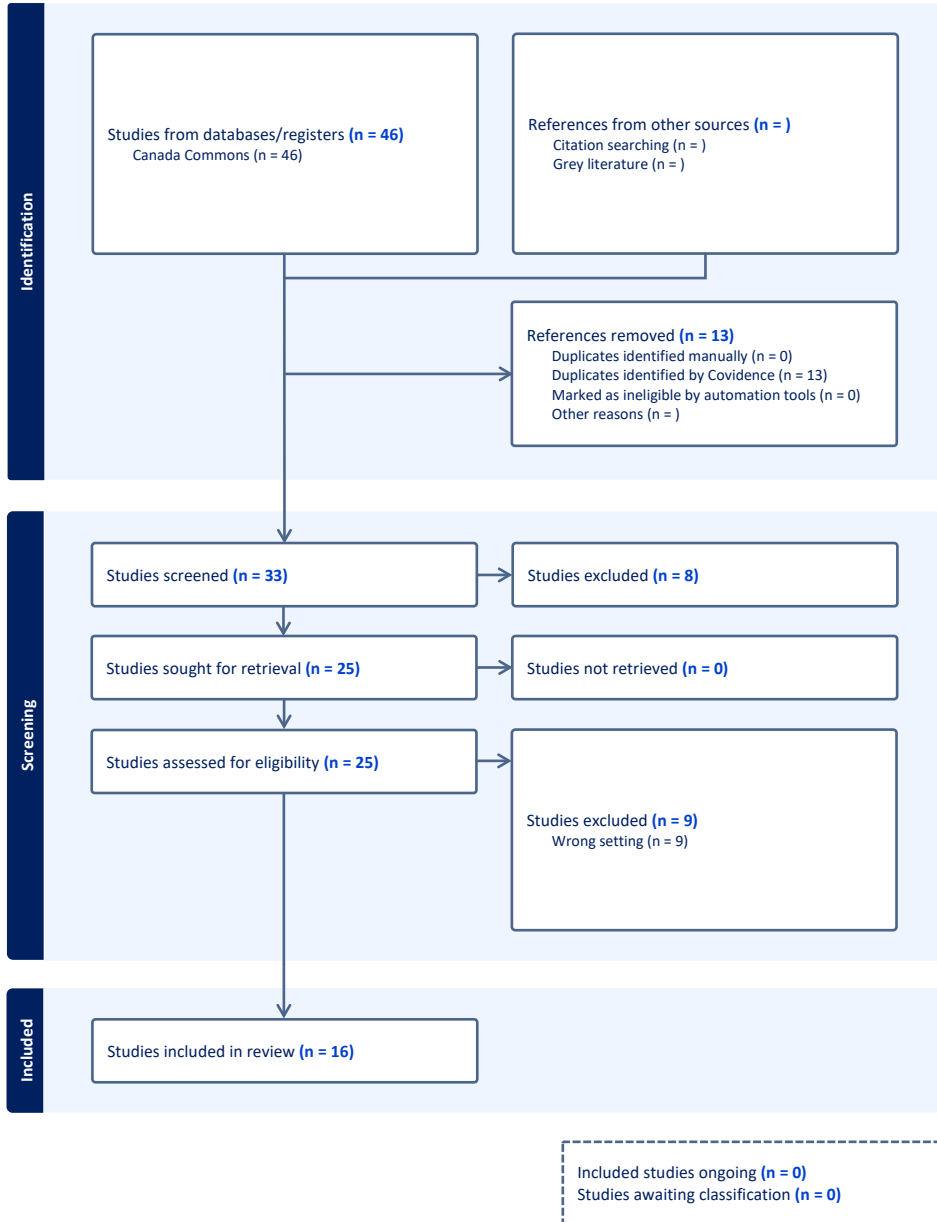 Identification
Studies from databases/registers (n = 46)
Canada Commons (n = 46)
References from other sources (n = )
Citation searching (n = )
Grey literature (n = )
References removed (n = 13)
Duplicates identified manually (n = 0)
Duplicates identified by Covidence (n = 13)
Marked as ineligible by automation tools (n = 0)
Other reasons (n = )
Screening
Studies screened (n = 33)
Studies excluded (n = 8)
Studies sought for retrieval (n = 25)
Studies not retrieved (n = 0)
Studies assessed for eligibility (n = 25)
Studies excluded (n = 9)
Wrong setting (n = 9)
Included
Studies included in review (n = 16)
Included studies ongoing (n = 0)
Studies awaiting classification (n = 0)